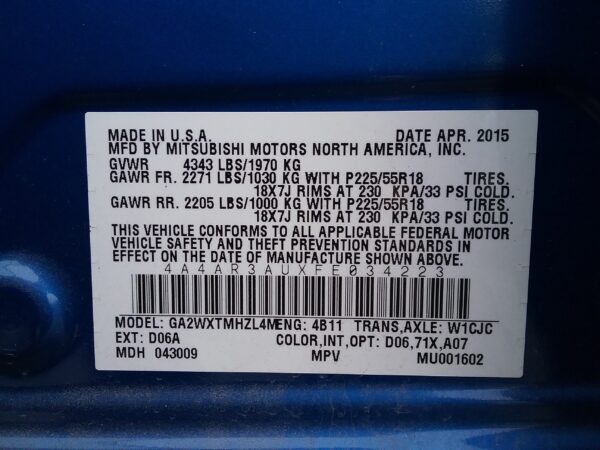 MADE IN U.S.A. DATE APR. 2015
MFD BY MITSUBISHI MOTORS NORTH AMERICA, INC.
GVWR 4343 LBS/1970 KG
GAWR FR. 2271 LBS/1030 KG WITH P225/55R18 TIRES.
18X7J RIMS AT 230 KPA/33 PSI COLD.
GAWR RR. 2205 LBS/1000 KG WITH P225/55R18 TIRES.
18X7J RIMS AT 230 KPA/33 PSI COLD.
THIS VEHICLE CONFORMS TO ALL APPLICABLE FEDERAL MOTOR
VEHICLE SAFETY AND THEFT PREVENTION STANDARDS IN
EFFECT ON THE DATE OF MANUFACTURE SHOWN ABOVE.
4A4AR3AUXFE034223
MODEL: GA2WXTMHZL4M ENG: 4B11 TRANS,AXLE: W1CJC
EXT: D06A COLOR,INT,OPT: D06,71X,A07
MDH 043009 MPV MU001602